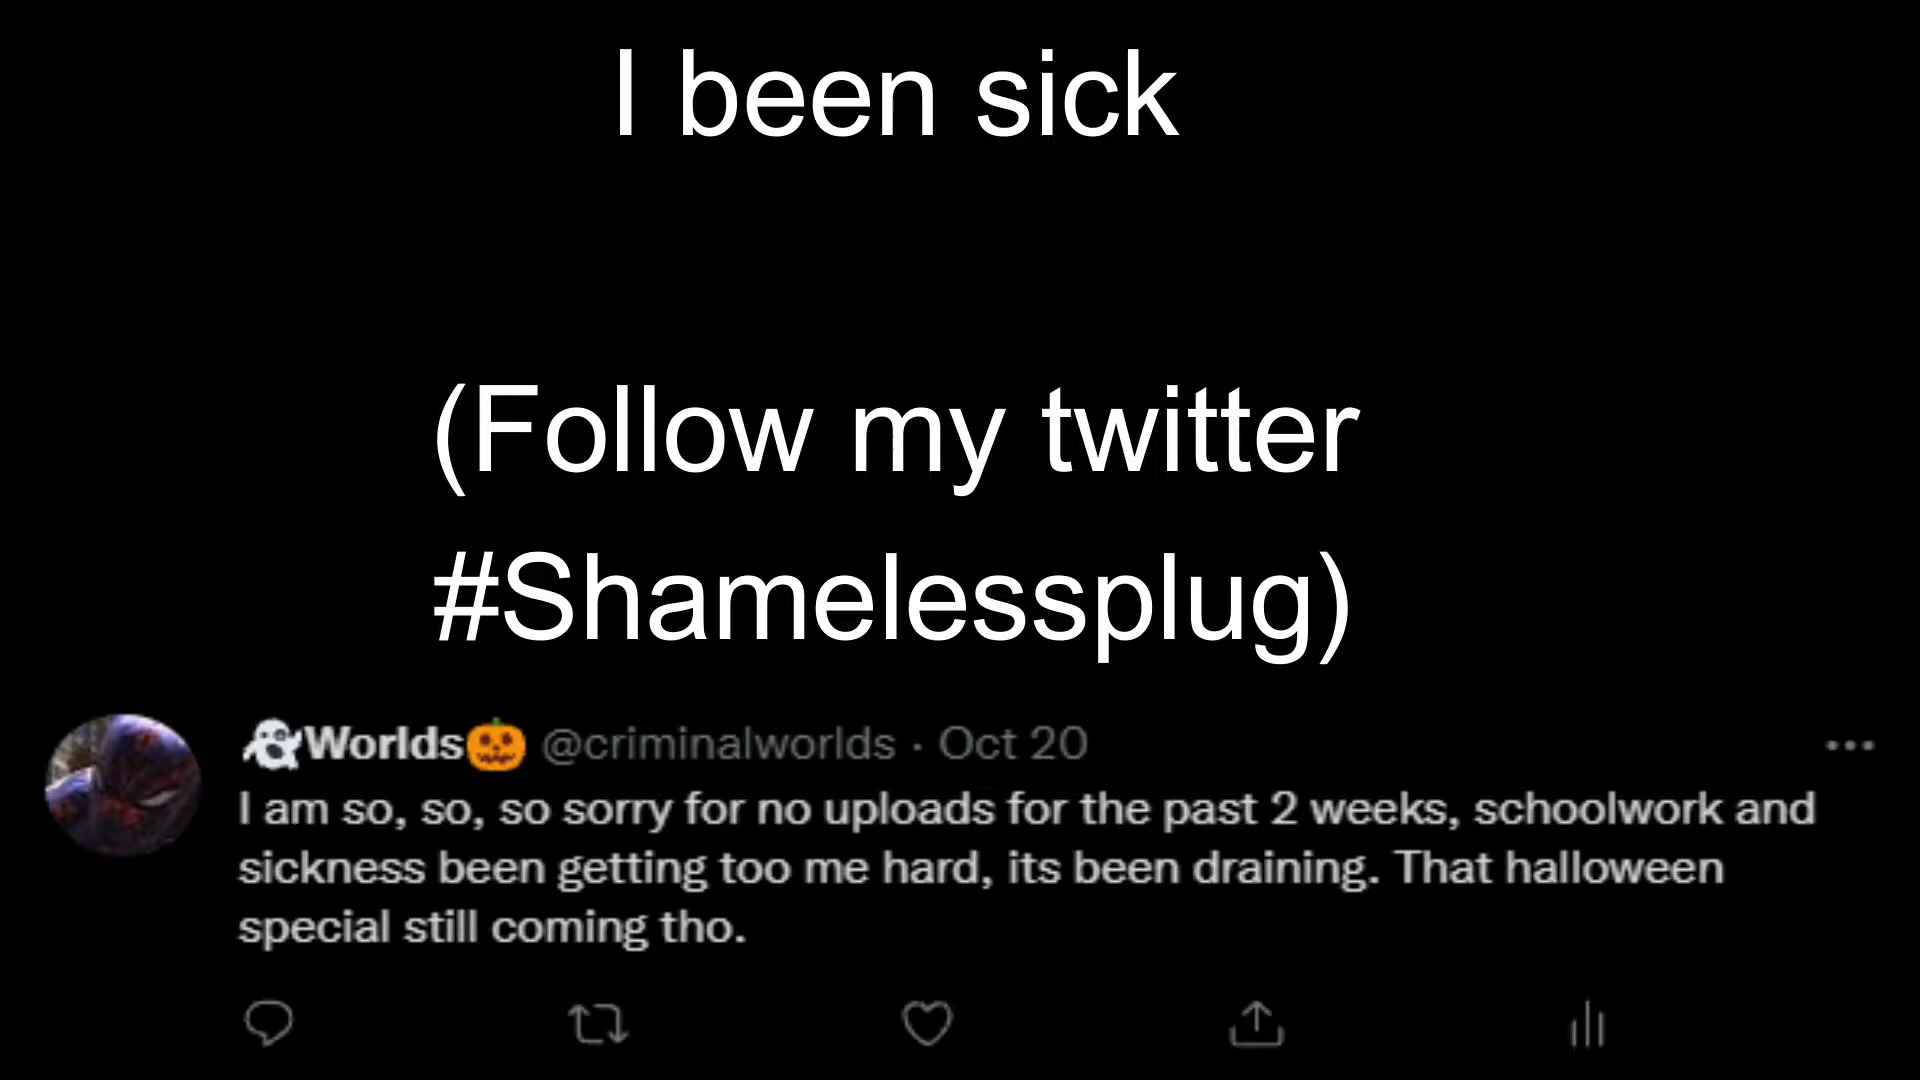 I been sick
(Follow my twitter
#Shamelessplug)
👻Worlds🎃 @criminalworlds · Oct 20
I am so, so, so sorry for no uploads for the past 2 weeks, schoolwork and
sickness been getting too me hard, its been draining. That halloween
special still coming tho.